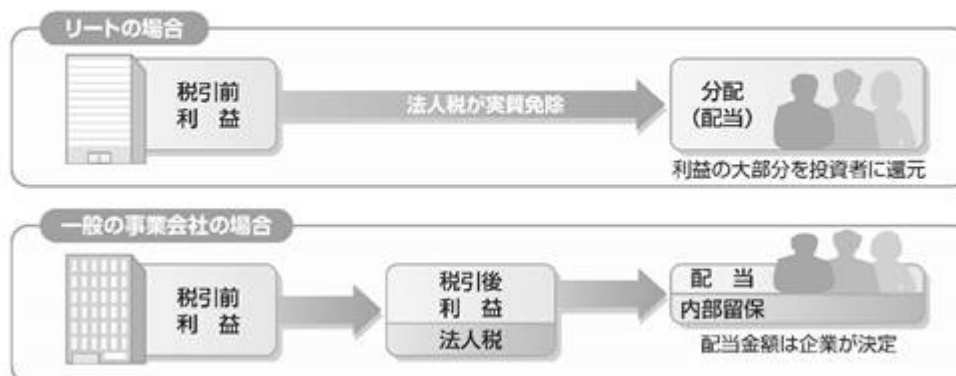 リートの場合
税引前
利　益
法人税が実質免除
分配
（配当）
利益の大部分を投資者に還元
一般の事業会社の場合
税引前
利　益
税引後
利　益
法人税
配　当
内部留保
配当金額は企業が決定